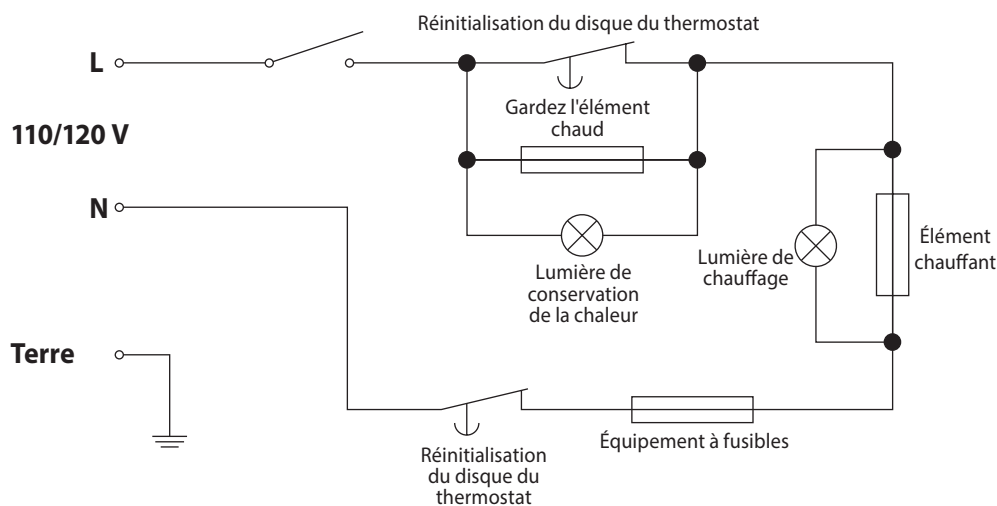 Réinitialisation du disque du thermostat
L
Gardez l'élément
chaud
110/120 V
N
Élément
chauffant
Lumière de
chauffage
Lumière de
conservation
de la chaleur
Terre
Équipement à fusibles
Réinitialisation
du disque du
thermostat